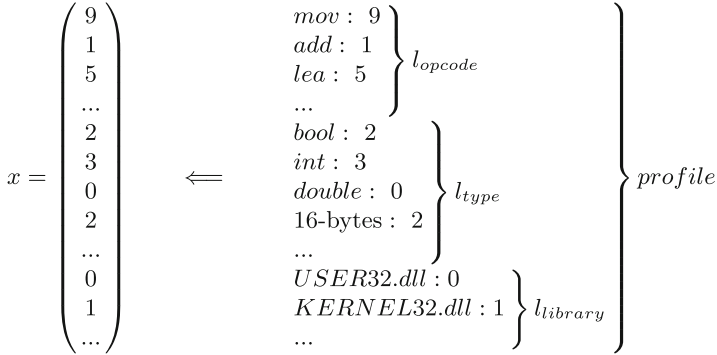 9 mov : 9
1 add : 1
5 lea : 5 l_opcode
... ...
2 bool : 2
3 int : 3
x = 0 ⟸ double : 0 l_type profile
2 16-bytes : 2
... ...
0 USER32.dll : 0
1 KERNEL32.dll : 1 l_library
... ...